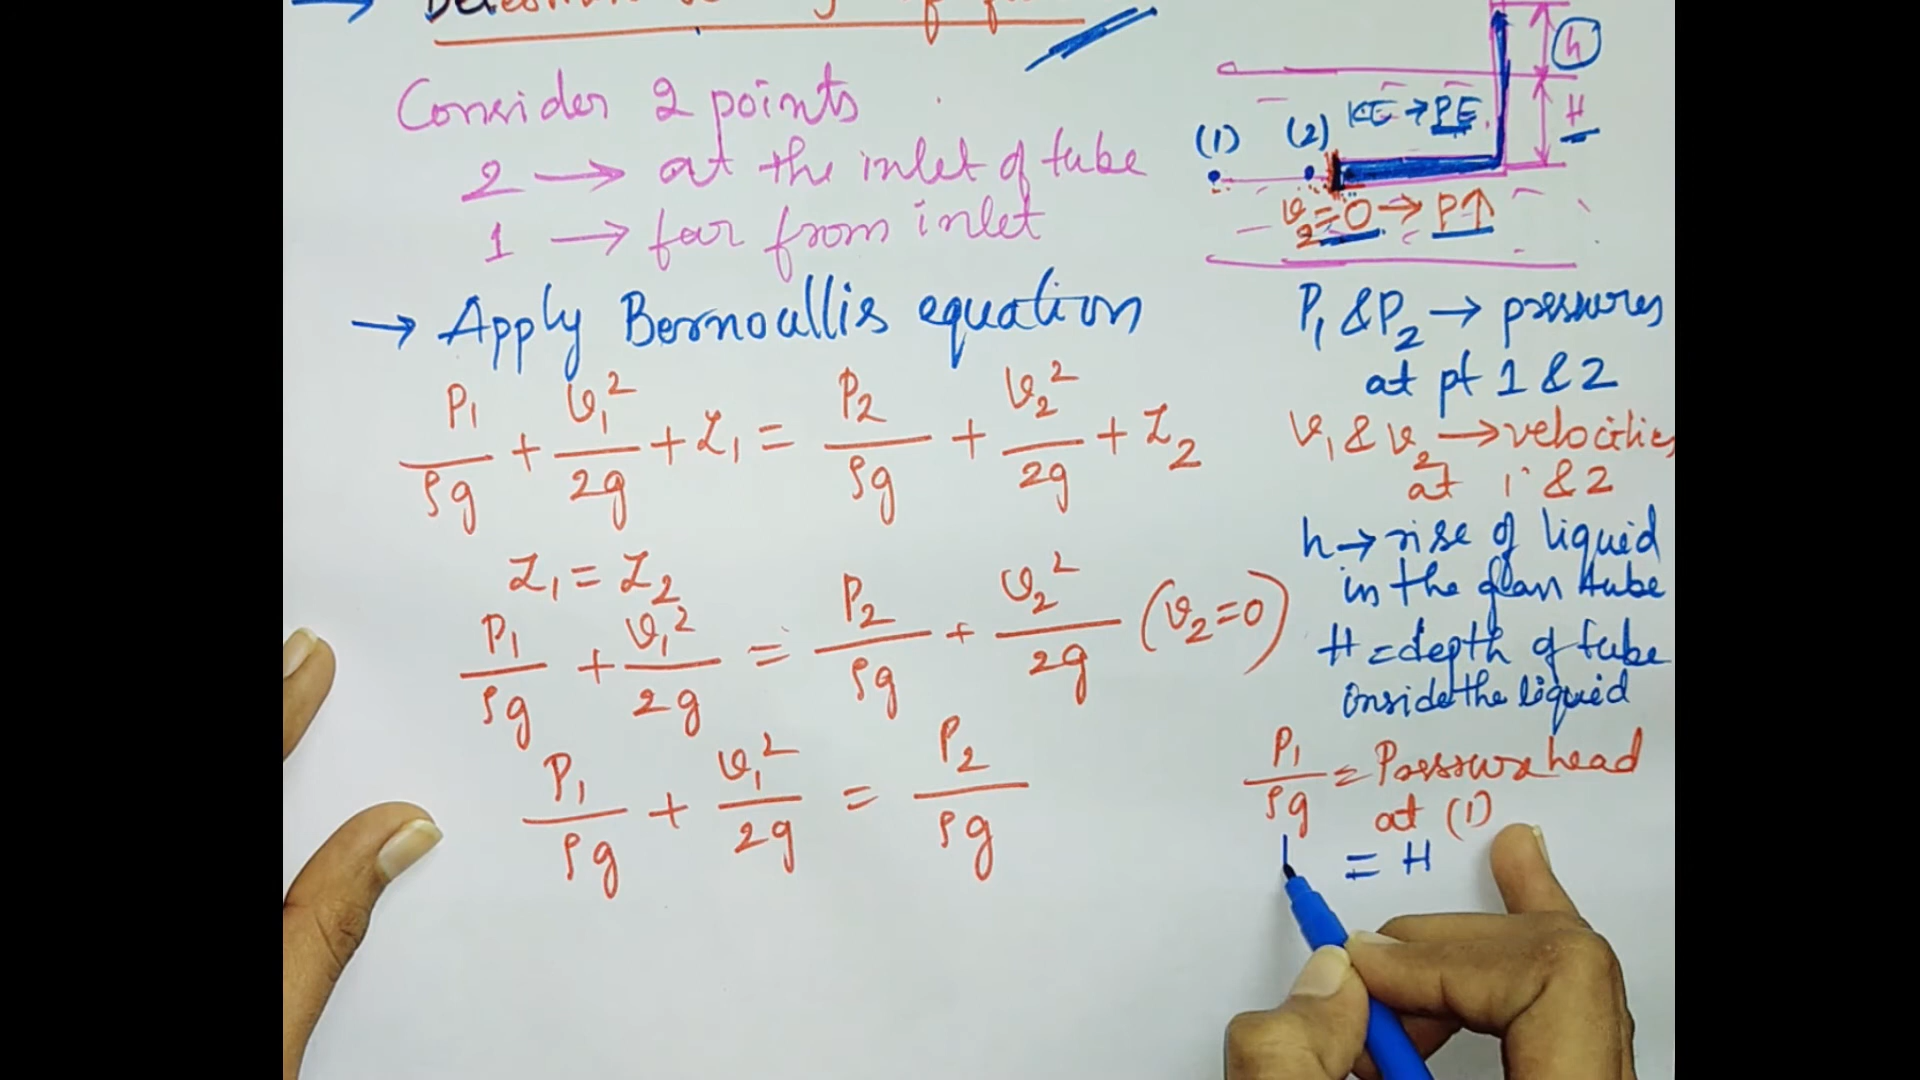 Consider 2 points
2 → at the inlet of tube
1 → far from inlet
→ Apply Bernoullis equation
P₁/ρg + v₁²/2g + Z₁ = P₂/ρg + v₂²/2g + Z₂
Z₁ = Z₂
P₁/ρg + v₁²/2g = P₂/ρg + v₂²/2g (v₂=0)
P₁/ρg + v₁²/2g = P₂/ρg
h
H
KE → PE
(1) (2)
v₂=0 → P↑
P₁ & P₂ → pressures
at pt 1 & 2
v₁ & v₂ → velocities
at 1 & 2
h → rise of liquid
in the glass tube
H = depth of tube
inside the liquid
P₁/ρg = Pressure head
at (1)
= H